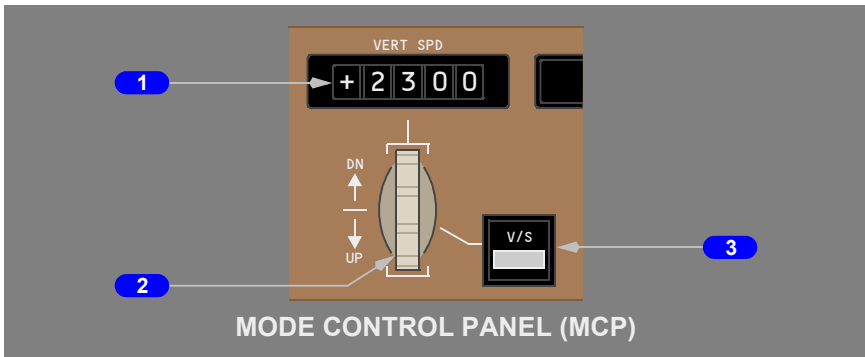 VERT SPD
1
+2300
DN
V/S
3
UP
2
MODE CONTROL PANEL (MCP)